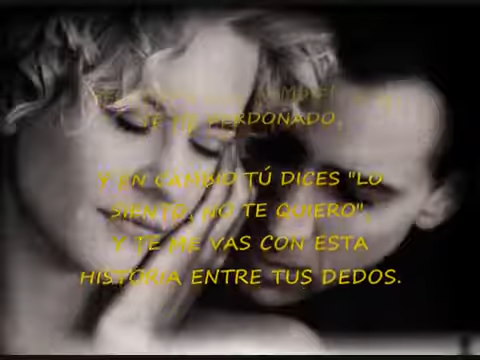 TE HE PERDONADO,
Y EN CAMBIO TÚ DICES "LO
SIENTO, NO TE QUIERO",
Y TE ME VAS CON ESTA
HISTORIA ENTRE TUS DEDOS.